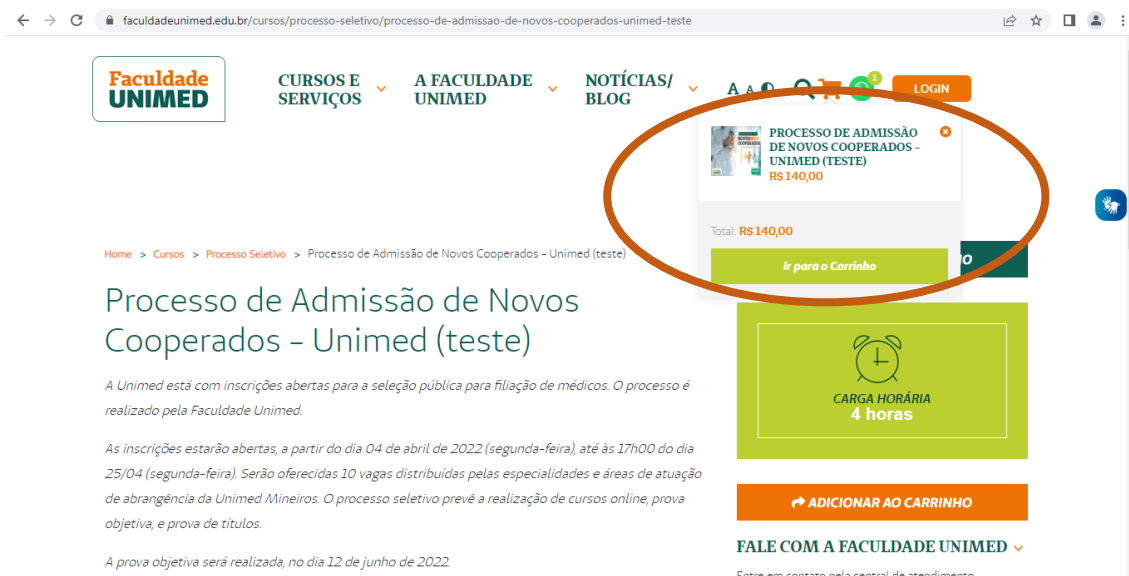 faculdadeunimed.edu.br/cursos/processo-seletivo/processo-de-admissao-de-novos-cooperados-unimed-teste
Faculdade
UNIMED
CURSOS E
SERVIÇOS
A FACULDADE
UNIMED
NOTÍCIAS/
BLOG
A A
1
LOGIN
PROCESSO DE ADMISSÃO
DE NOVOS COOPERADOS -
UNIMED (TESTE)
R$ 140,00
Total: R$ 140,00
Ir para o Carrinho
Home > Cursos > Processo Seletivo > Processo de Admissão de Novos Cooperados - Unimed (teste)
Processo de Admissão de Novos
Cooperados – Unimed (teste)
A Unimed está com inscrições abertas para a seleção pública para filiação de médicos. O processo é
realizado pela Faculdade Unimed.
As inscrições estarão abertas, a partir do dia 04 de abril de 2022 (segunda-feira), até às 17h00 do dia
25/04 (segunda-feira). Serão oferecidas 10 vagas distribuídas pelas especialidades e áreas de atuação
de abrangência da Unimed Mineiros. O processo seletivo prevê a realização de cursos online, prova
objetiva, e prova de títulos.
A prova objetiva será realizada, no dia 12 de junho de 2022.
CARGA HORÁRIA
4 horas
ADICIONAR AO CARRINHO
FALE COM A FACULDADE UNIMED
Entre em contato pela central de atendimento